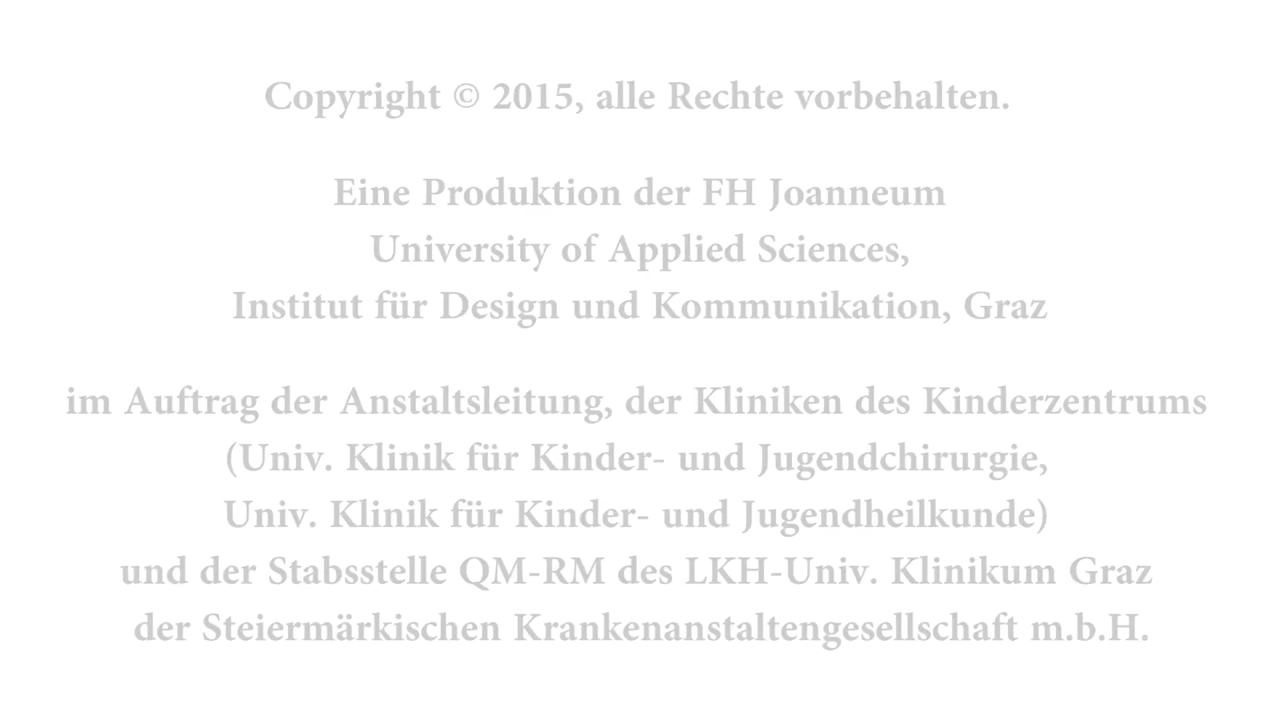 Copyright © 2015, alle Rechte vorbehalten.
Eine Produktion der FH Joanneum
University of Applied Sciences,
Institut für Design und Kommunikation, Graz
im Auftrag der Anstaltsleitung, der Kliniken des Kinderzentrums
(Univ. Klinik für Kinder- und Jugendchirurgie,
Univ. Klinik für Kinder- und Jugendheilkunde)
und der Stabsstelle QM-RM des LKH-Univ. Klinikum Graz
der Steiermärkischen Krankenanstaltengesellschaft m.b.H.